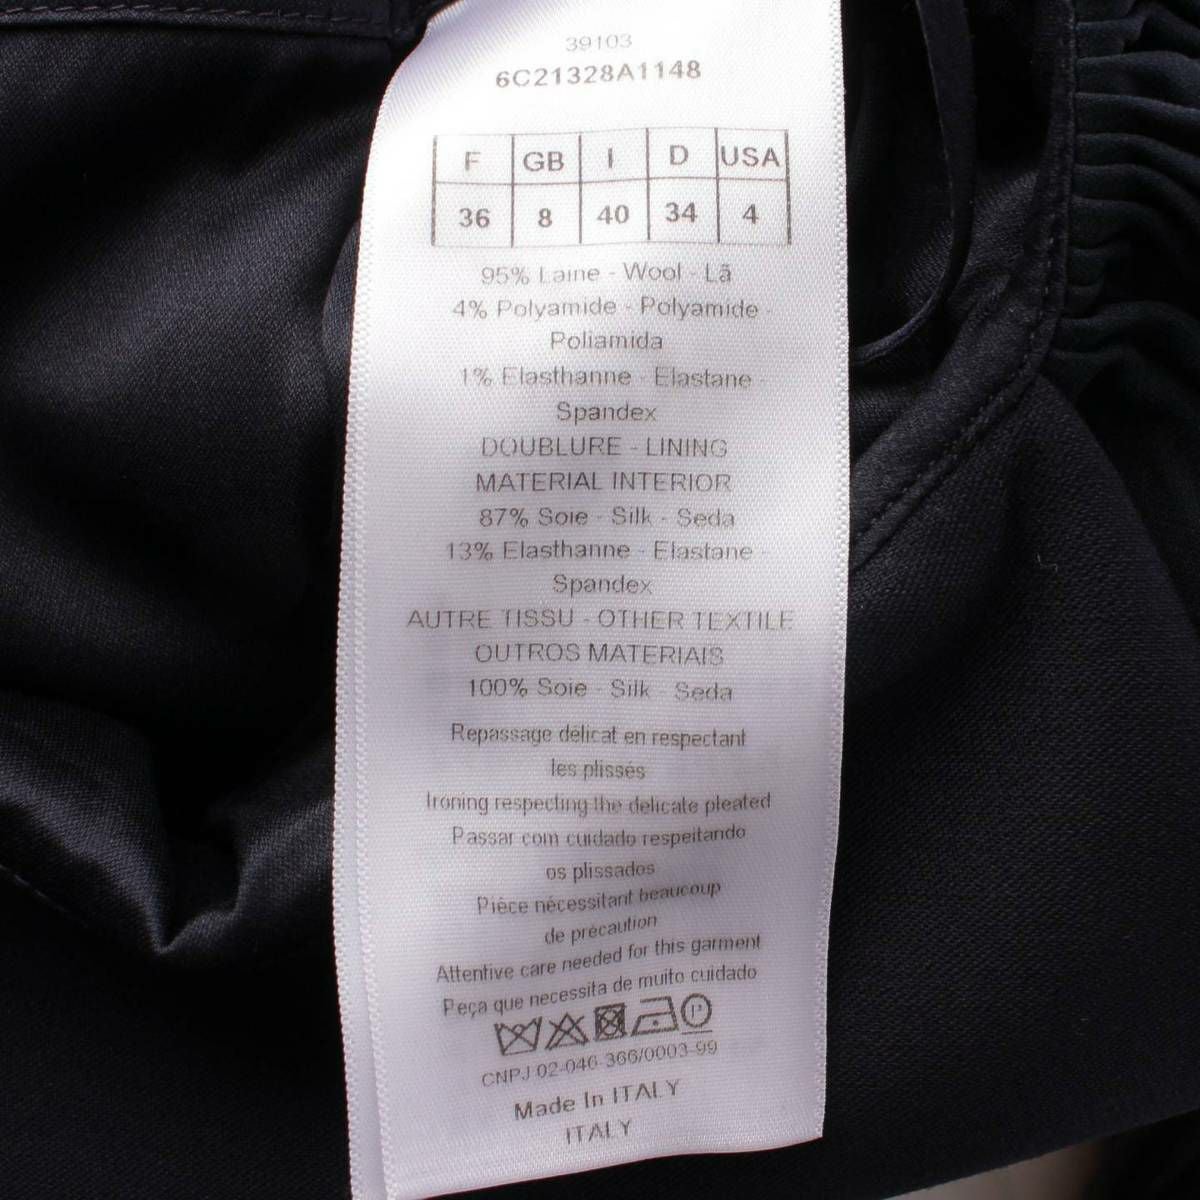 39103
6C21328A1148
F GB I D USA
36 8 40 34 4
95% Laine - Wool - Lã
4% Polyamide - Polyamide -
Poliamida
1% Elasthanne - Elastane -
Spandex
DOUBLURE - LINING
MATERIAL INTERIOR
87% Soie - Silk - Seda
13% Elasthanne - Elastane -
Spandex
AUTRE TISSU - OTHER TEXTILE
OUTROS MATERIAIS
100% Soie - Silk - Seda
Repassage délicat en respectant
les plissés
Ironing respecting the delicate pleated
Passar com cuidado respeitando
os plissados
Pièce nécessitant beaucoup
de précaution
Attentive care needed for this garment
Peça que necessita de muito cuidado
P
CNPJ 02-046-366/0003-99
Made In ITALY
ITALY